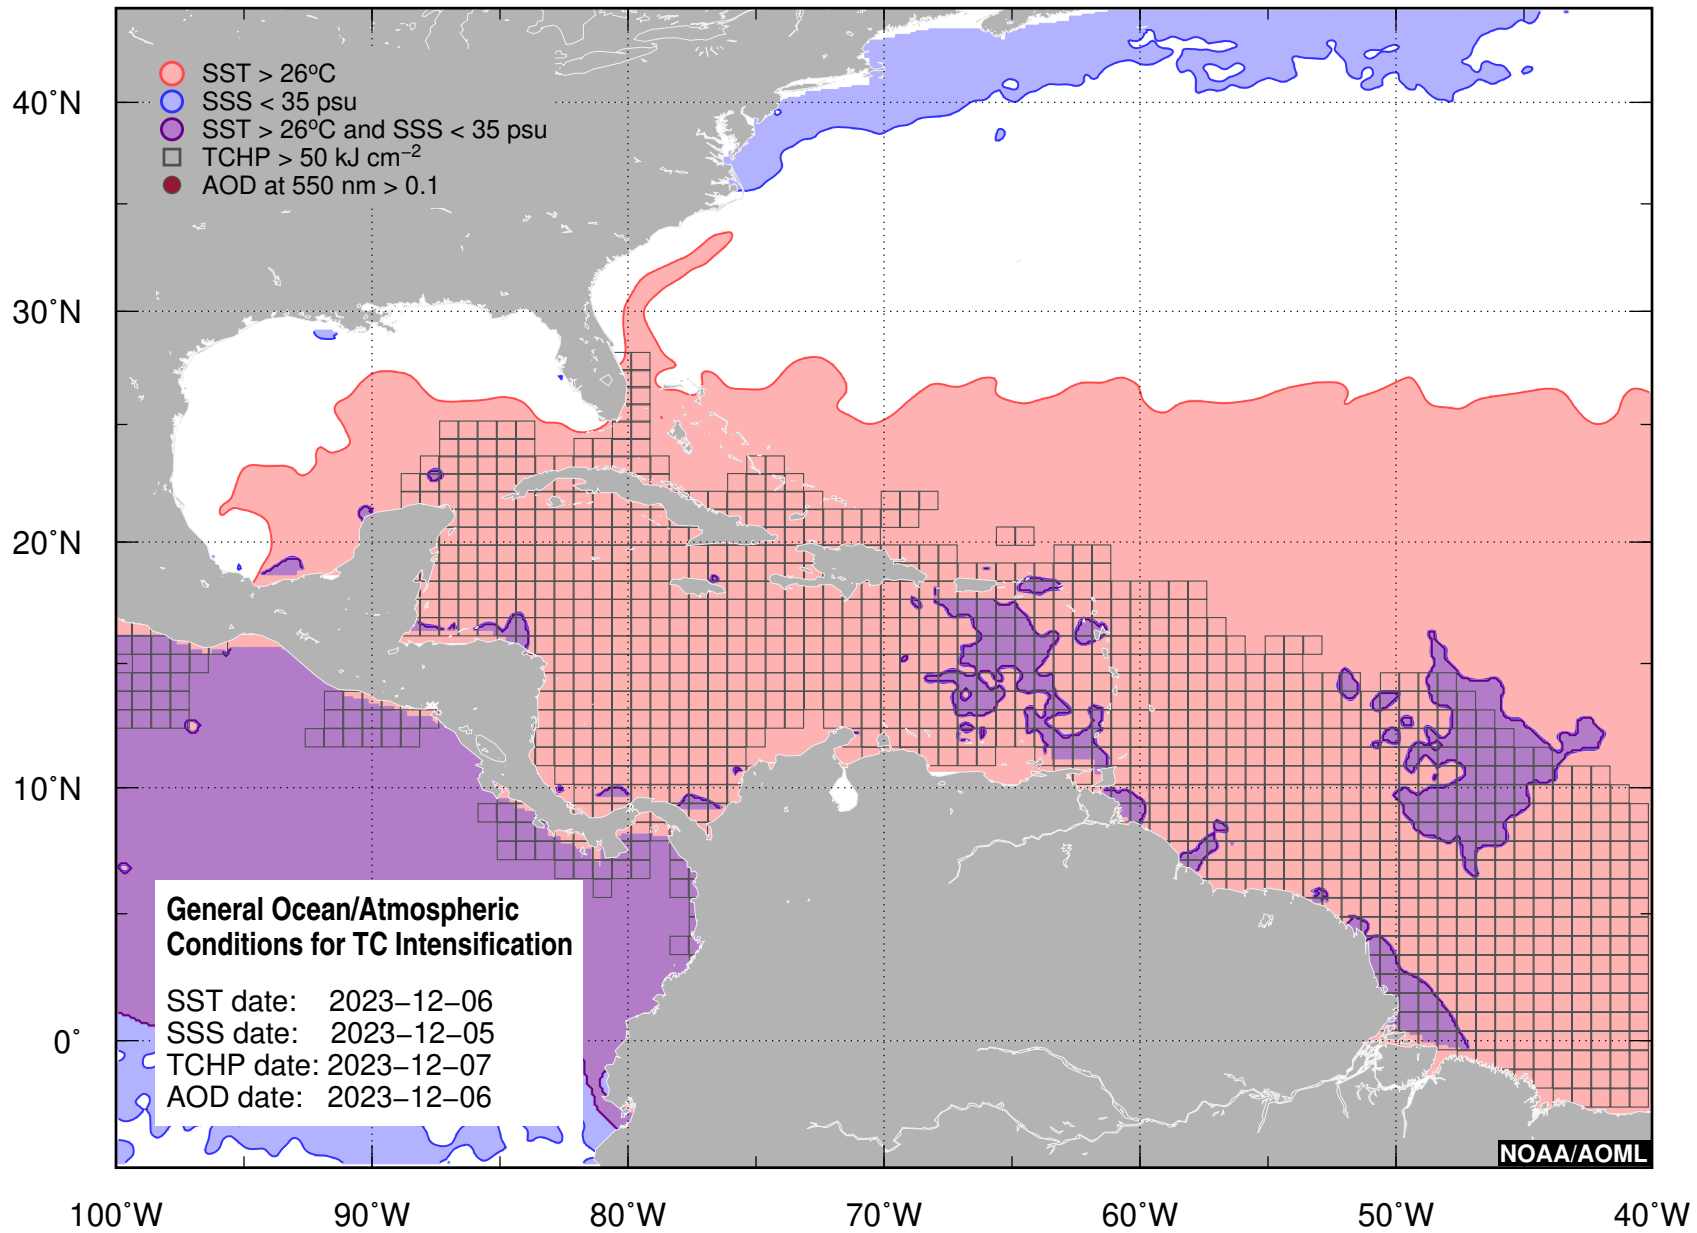 SST > 26°C
SSS < 35 psu
SST > 26°C and SSS < 35 psu
TCHP > 50 kJ cm−2
AOD at 550 nm > 0.1
40°N
30°N
20°N
10°N
0°
General Ocean/Atmospheric
Conditions for TC Intensification
SST date: 2023−12−06
SSS date: 2023−12−05
TCHP date: 2023−12−07
AOD date: 2023−12−06
NOAA/AOML
100°W 90°W 80°W 70°W 60°W 50°W 40°W